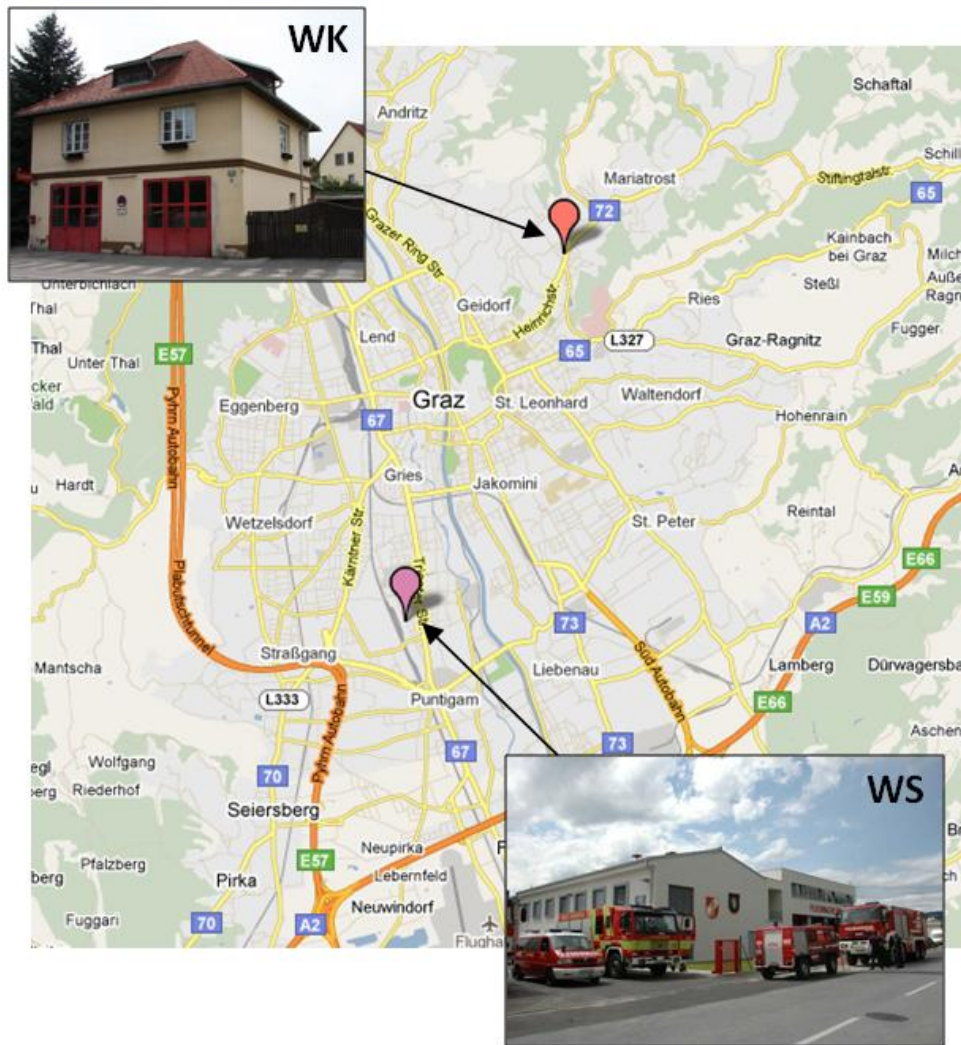 WK
Schaftal
Andritz
Schill
Mariatrost
Stiftingtalstr.
65
72
Grazer Ring Str
Kainbach
bei Graz
Unterbichlach
Milch
Steßl
Auße
Ragn
Thal
Geidorf
Heinrichstr.
Ries
Lend
L327
Graz-Ragnitz
Fugger
E57
65
Thal
Unter Thal
Waltendorf
Graz
St. Leonhard
Eggenberg
Hohenrain
67
Pyhrn Autobahn
Gries
Jakomini
Hardt
Reintal
Wetzelsdorf
St. Peter
Kärntner Str.
E66
Plabutschtunnel
E59
73
A2
Straßgang
Mantscha
Liebenau
Lamberg
Dürwagersba
Süd Autobahn
L333
Puntigam
E66
Pyhrn Autobahn
Aschen
67
73
Wolfgang
70
WS
Riederhof
Seiersberg
Neupirka
Pfalzberg
E57
Lebernfeld
Pirka
Neuwindorf
70
A2
Fuggari
Flugha